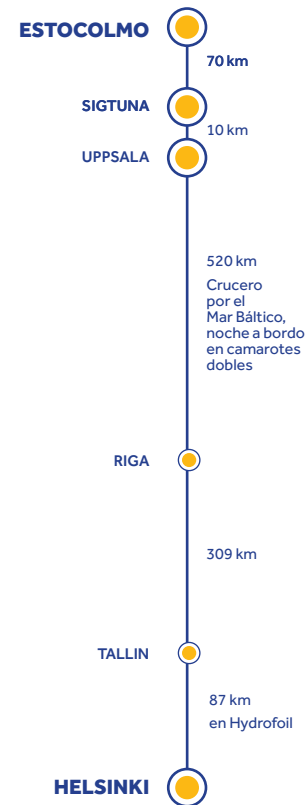 ESTOCOLMO
70 km
SIGTUNA
10 km
UPPSALA
520 km
Crucero
por el
Mar Báltico,
noche a bordo
en camarotes
dobles
RIGA
309 km
TALLIN
87 km
en Hydrofoil
HELSINKI